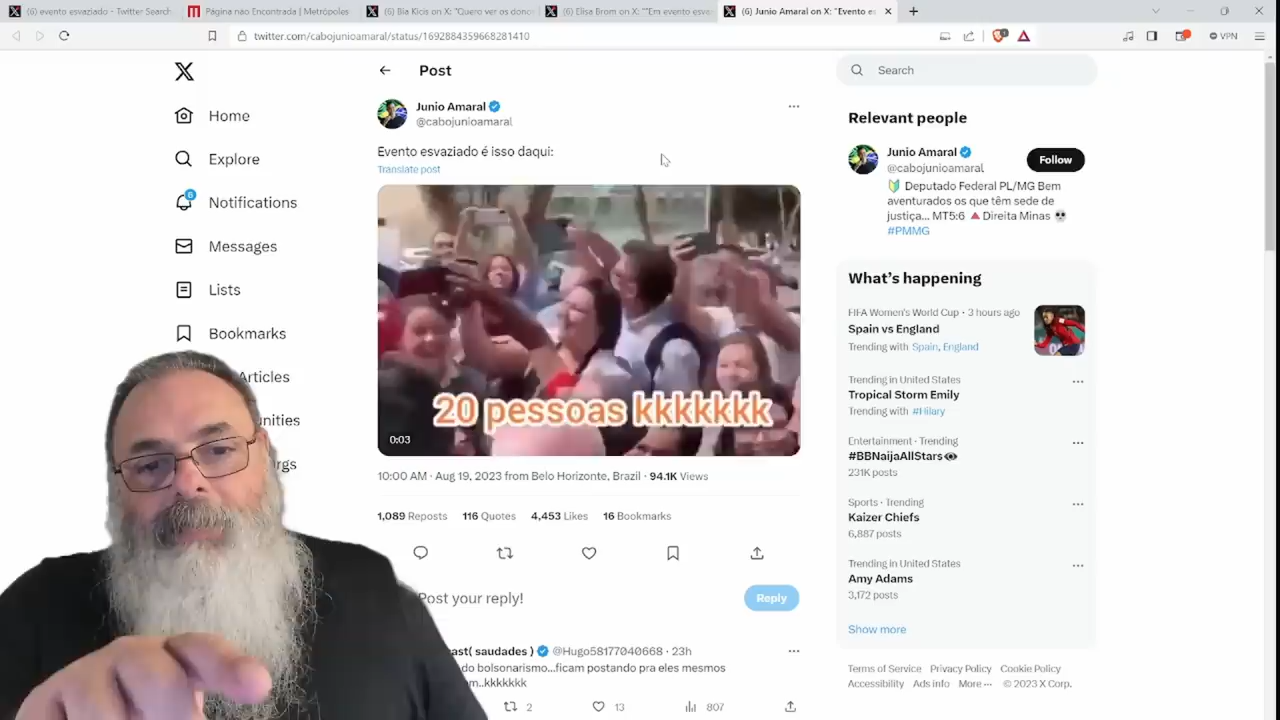 (6) evento esvaziado - Twitter Search
Página não Encontrada | Metrópoles
(6) Bia Kicis on X: "Quero ver os donos
(6) Elisa Brom on X: ""Em evento esva
(6) Junio Amaral on X: "Evento es
twitter.com/cabojunioamaral/status/1692884359668281410
VPN
Home
Explore
6
Notifications
Messages
Lists
Bookmarks
Articles
Post
Junio Amaral
@cabojunioamaral
Evento esvaziado é isso daqui:
Translate post
20 pessoas kkkkkkk
0:03
10:00 AM · Aug 19, 2023 from Belo Horizonte, Brazil · 94.1K Views
1,089 Reposts 116 Quotes 4,453 Likes 16 Bookmarks
Post your reply!
Reply
ast( saudades ) @Hugo58177040668 · 23h
do bolsonarismo...ficam postando pra eles mesmos
m..kkkkkkk
2 13 807
Search
Relevant people
Junio Amaral
@cabojunioamaral
Follow
Deputado Federal PL/MG Bem
aventurados os que têm sede de
justiça... MT5:6 Direita Minas
#PMMG
What's happening
FIFA Women's World Cup · 3 hours ago
Spain vs England
Trending with Spain, England
Trending in United States
Tropical Storm Emily
Trending with #Hilary
Entertainment · Trending
#BBNaijaAllStars
231K posts
Sports · Trending
Kaizer Chiefs
6,887 posts
Trending in United States
Amy Adams
3,172 posts
Show more
Terms of Service Privacy Policy Cookie Policy
Accessibility Ads info More ··· © 2023 X Corp.